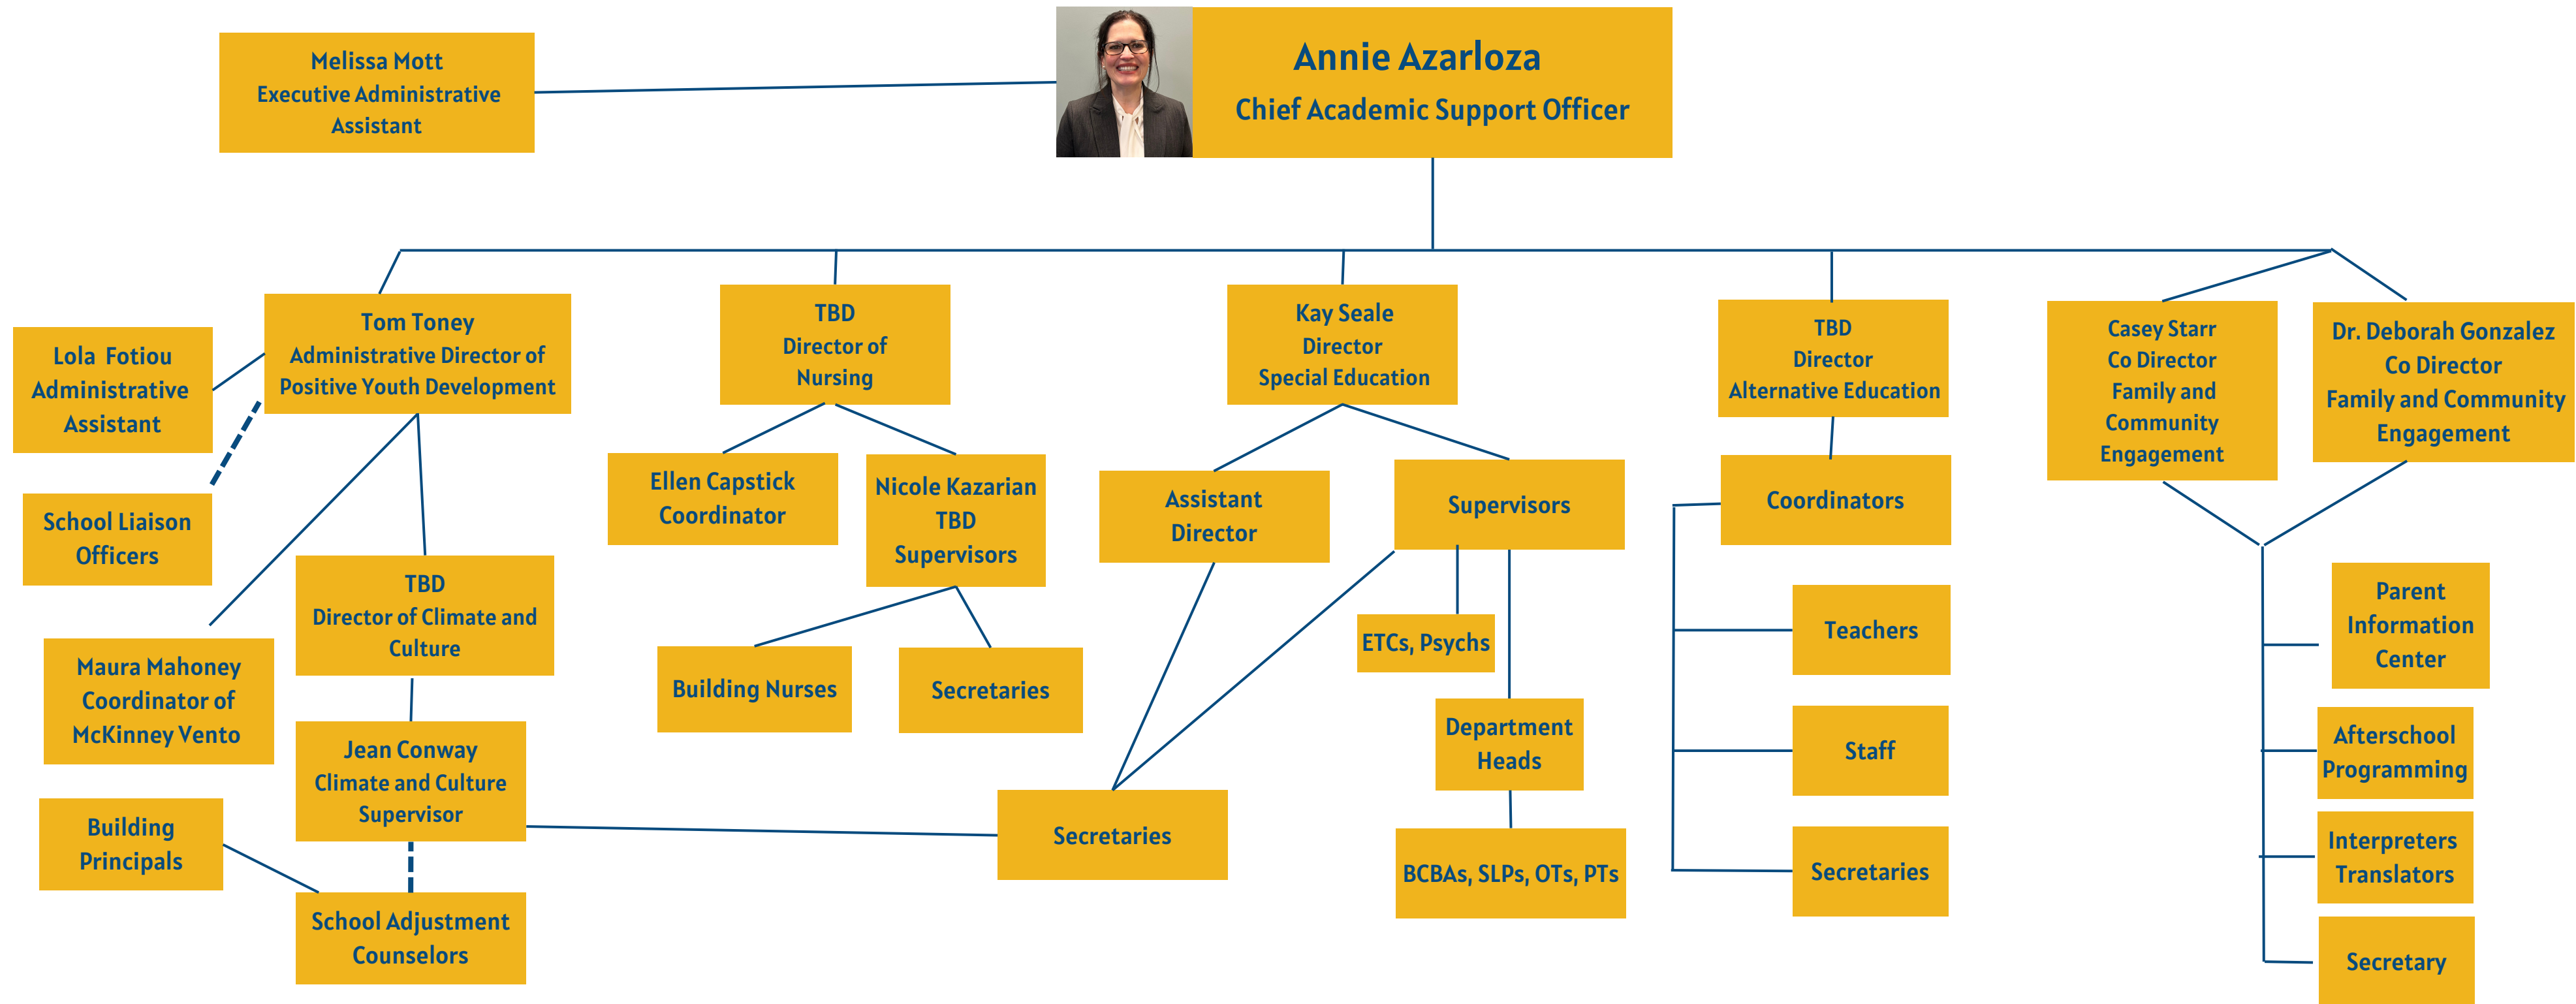 Melissa Mott
Executive Administrative
Assistant
Annie Azarloza
Chief Academic Support Officer
Lola Fotiou
Administrative
Assistant
Tom Toney
Administrative Director of
Positive Youth Development
TBD
Director of
Nursing
Kay Seale
Director
Special Education
TBD
Director
Alternative Education
Casey Starr
Co Director
Family and
Community
Engagement
Dr. Deborah Gonzalez
Co Director
Family and Community
Engagement
School Liaison
Officers
Ellen Capstick
Coordinator
Nicole Kazarian
TBD
Supervisors
Assistant
Director
Supervisors
Coordinators
TBD
Director of Climate and
Culture
Maura Mahoney
Coordinator of
McKinney Vento
Building Nurses
Secretaries
ETCs, Psychs
Teachers
Parent
Information
Center
Jean Conway
Climate and Culture
Supervisor
Department
Heads
Staff
Afterschool
Programming
Building
Principals
Secretaries
BCBAs, SLPs, OTs, PTs
Secretaries
Interpreters
Translators
School Adjustment
Counselors
Secretary